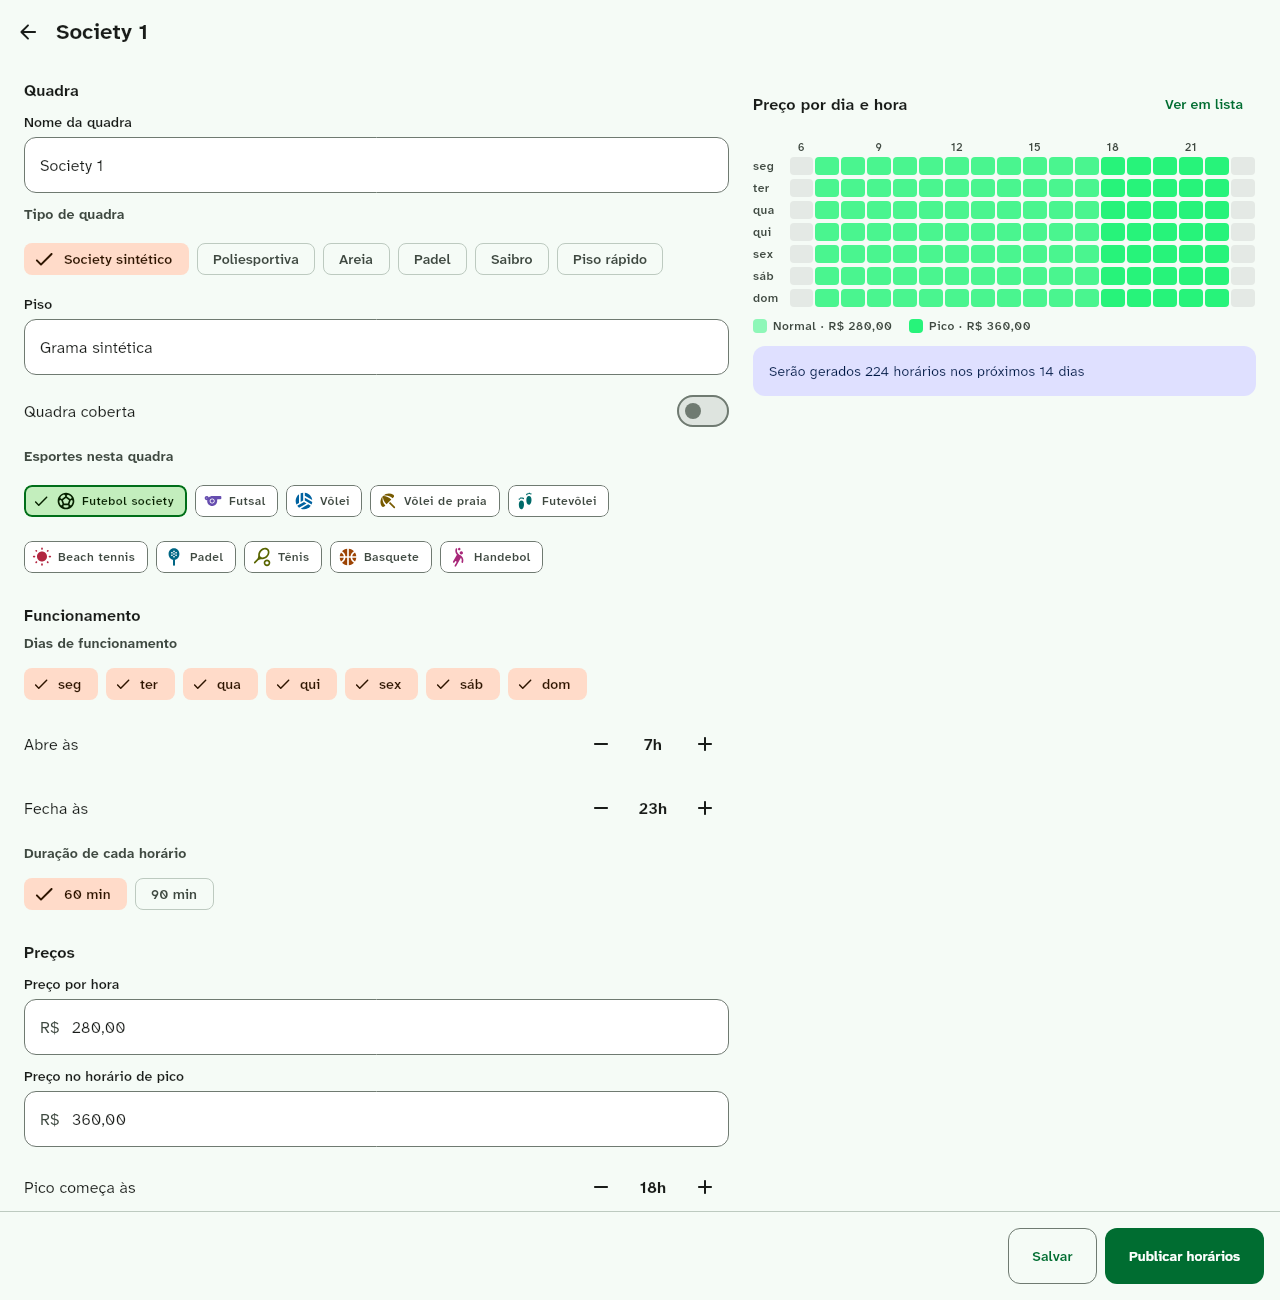 Society 1
Quadra
Nome da quadra
Society 1
Tipo de quadra
Society sintético Poliesportiva Areia Padel Saibro Piso rápido
Piso
Grama sintética
Quadra coberta
Esportes nesta quadra
Futebol society Futsal Vôlei Vôlei de praia Futevôlei
Beach tennis Padel Tênis Basquete Handebol
Funcionamento
Dias de funcionamento
seg ter qua qui sex sáb dom
Abre às 7h
Fecha às 23h
Duração de cada horário
60 min 90 min
Preços
Preço por hora
R$ 280,00
Preço no horário de pico
R$ 360,00
Pico começa às 18h
Preço por dia e hora Ver em lista
6 9 12 15 18 21
seg
ter
qua
qui
sex
sáb
dom
Normal · R$ 280,00 Pico · R$ 360,00
Serão gerados 224 horários nos próximos 14 dias
Salvar Publicar horários